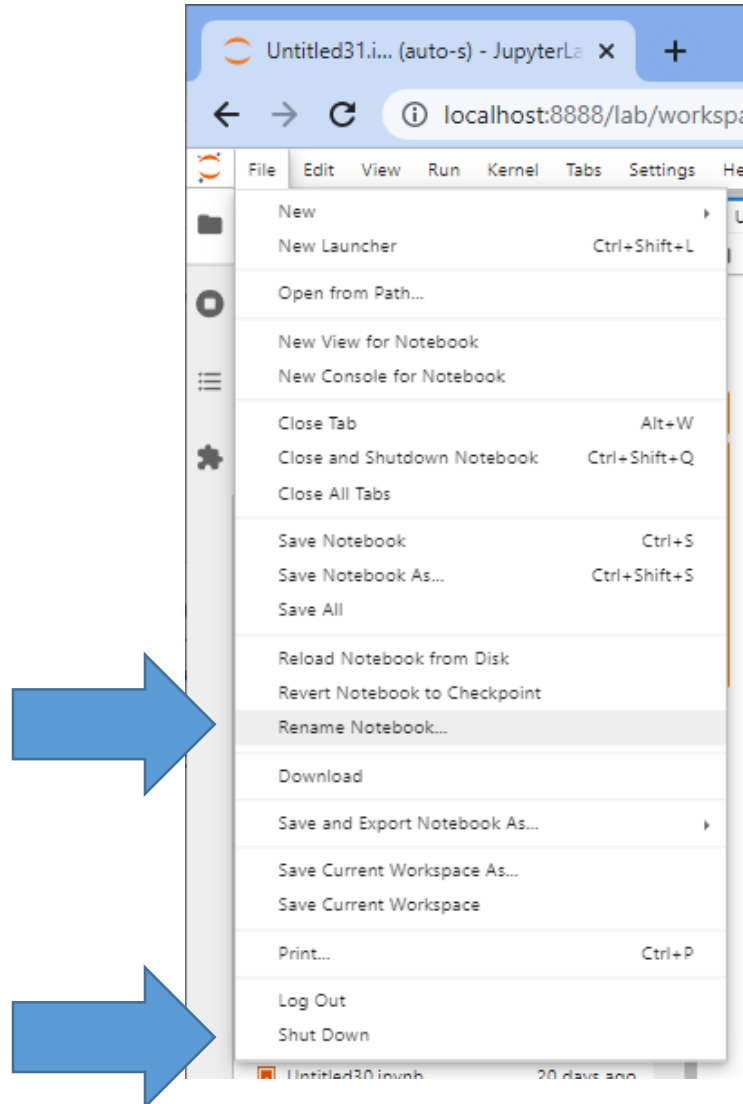 Untitled31.i... (auto-s) - JupyterLa
localhost:8888/lab/workspa
File Edit View Run Kernel Tabs Settings He
New
New Launcher Ctrl+Shift+L
Open from Path...
New View for Notebook
New Console for Notebook
Close Tab Alt+W
Close and Shutdown Notebook Ctrl+Shift+Q
Close All Tabs
Save Notebook Ctrl+S
Save Notebook As... Ctrl+Shift+S
Save All
Reload Notebook from Disk
Revert Notebook to Checkpoint
Rename Notebook...
Download
Save and Export Notebook As...
Save Current Workspace As...
Save Current Workspace
Print... Ctrl+P
Log Out
Shut Down
Untitled30.ipynb 20 days ago